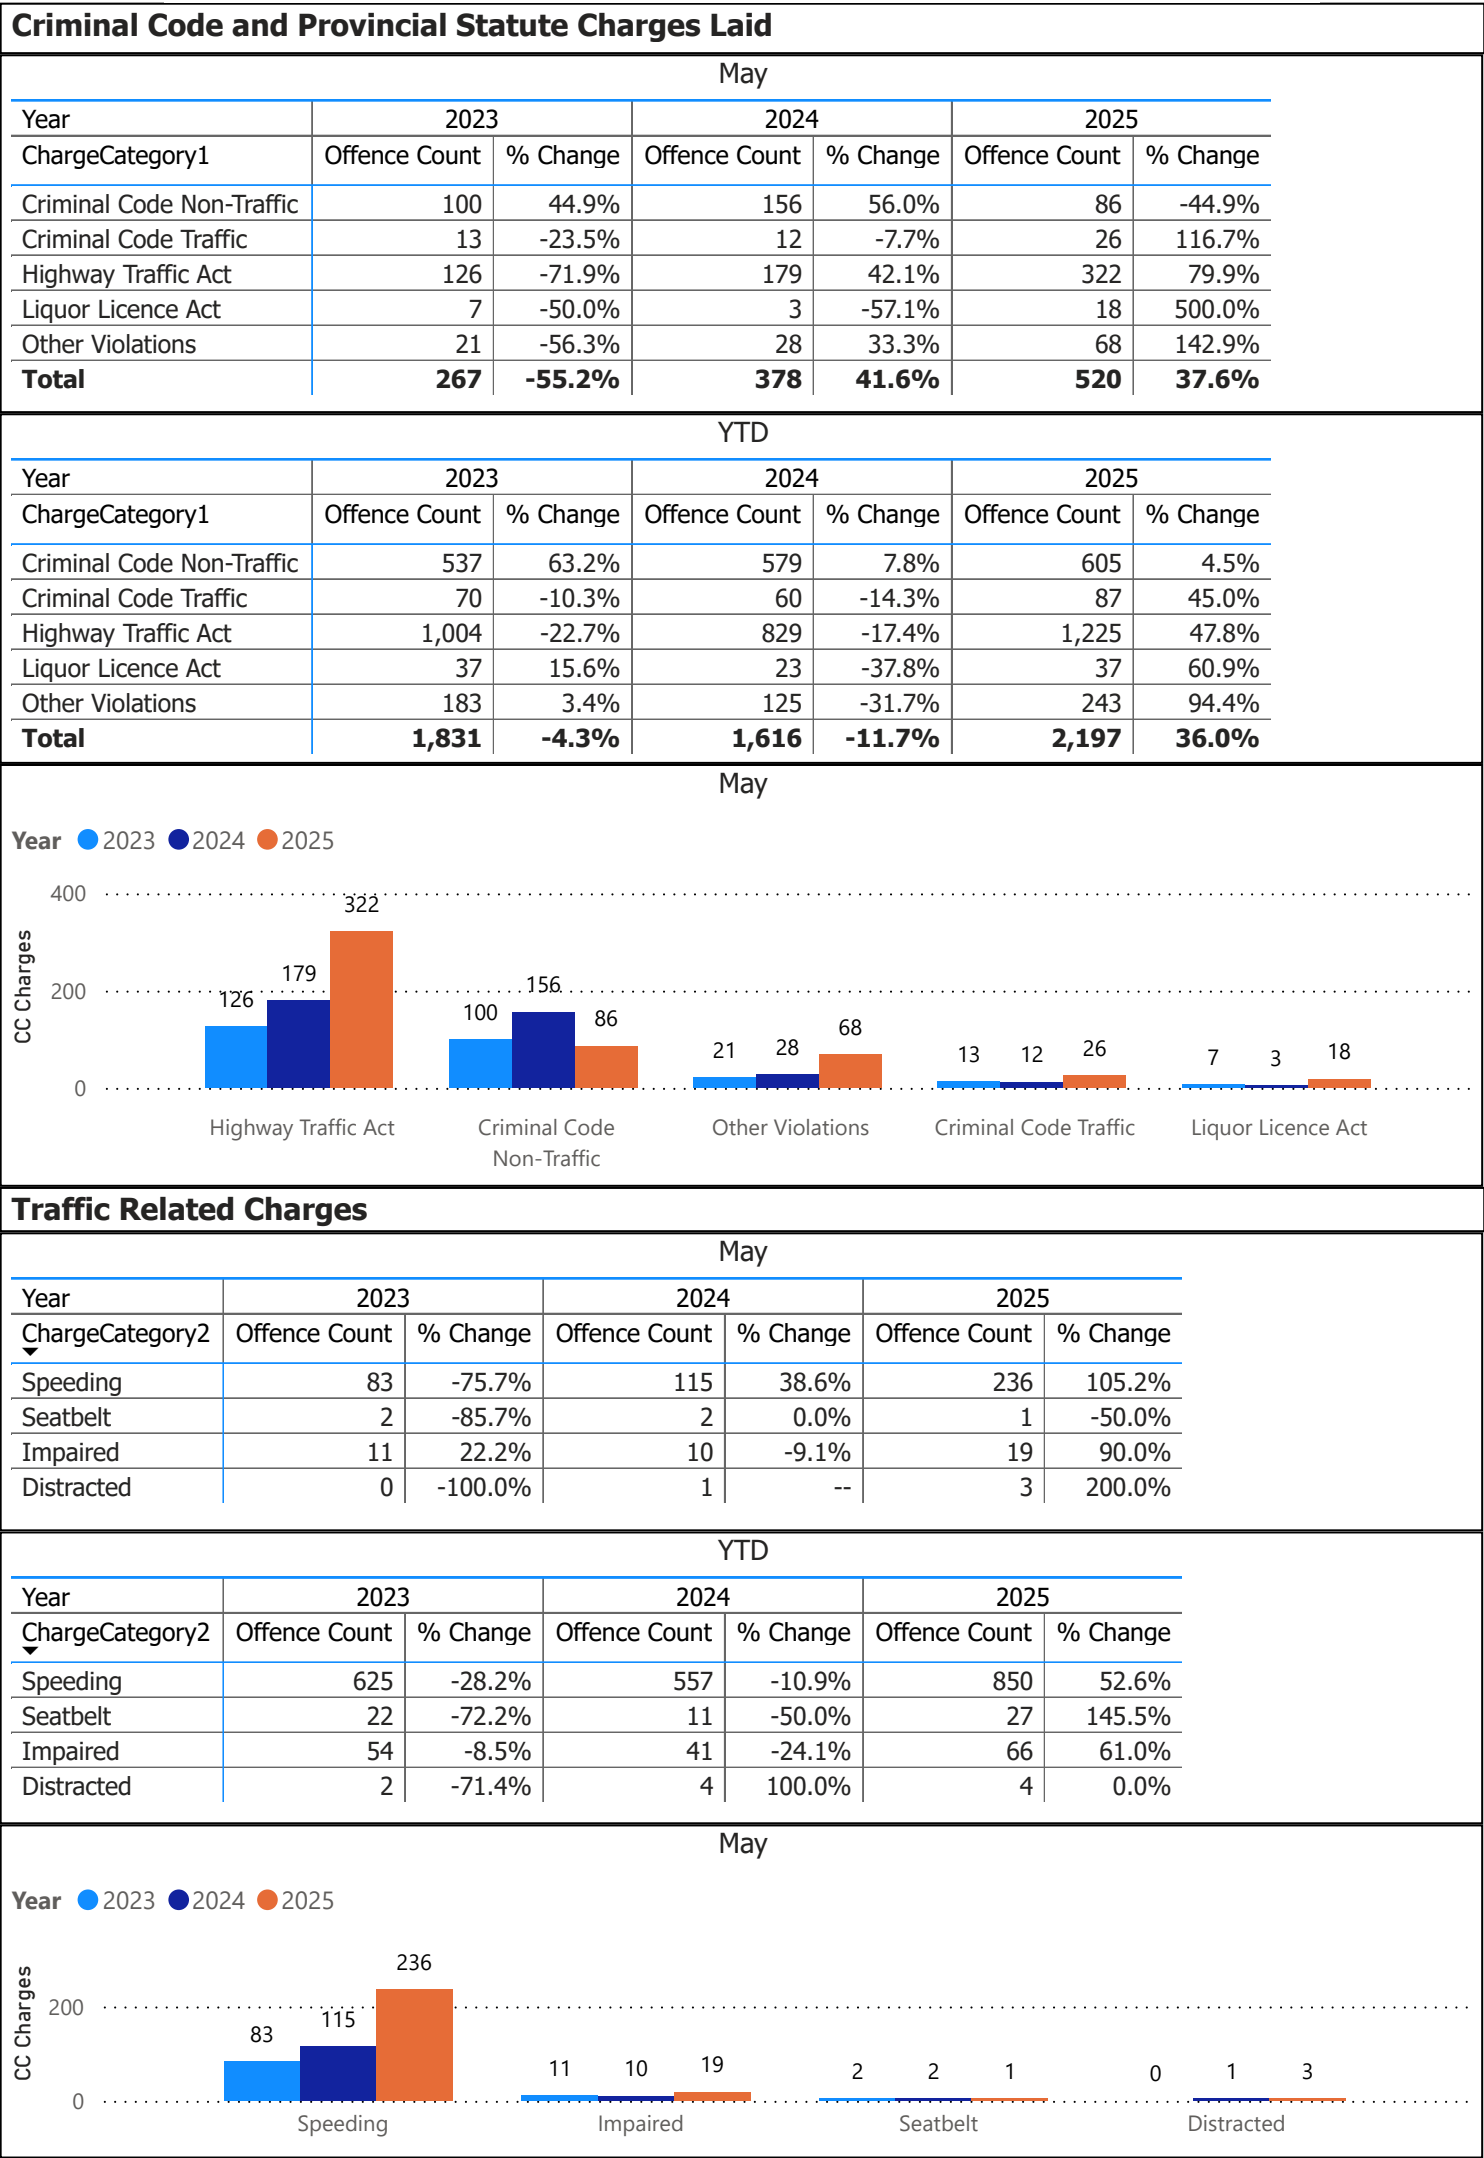 Criminal Code and Provincial Statute Charges Laid
May
Year 2023 2024 2025
ChargeCategory1 Offence Count % Change Offence Count % Change Offence Count % Change
Criminal Code Non-Traffic 100 44.9% 156 56.0% 86 -44.9%
Criminal Code Traffic 13 -23.5% 12 -7.7% 26 116.7%
Highway Traffic Act 126 -71.9% 179 42.1% 322 79.9%
Liquor Licence Act 7 -50.0% 3 -57.1% 18 500.0%
Other Violations 21 -56.3% 28 33.3% 68 142.9%
Total 267 -55.2% 378 41.6% 520 37.6%
YTD
Year 2023 2024 2025
ChargeCategory1 Offence Count % Change Offence Count % Change Offence Count % Change
Criminal Code Non-Traffic 537 63.2% 579 7.8% 605 4.5%
Criminal Code Traffic 70 -10.3% 60 -14.3% 87 45.0%
Highway Traffic Act 1,004 -22.7% 829 -17.4% 1,225 47.8%
Liquor Licence Act 37 15.6% 23 -37.8% 37 60.9%
Other Violations 183 3.4% 125 -31.7% 243 94.4%
Total 1,831 -4.3% 1,616 -11.7% 2,197 36.0%
May
Year 2023 2024 2025
CC Charges
400
200
0
126 179 322
100 156 86
21 28 68
13 12 26
7 3 18
Highway Traffic Act Criminal Code Other Violations Criminal Code Traffic Liquor Licence Act
Non-Traffic
Traffic Related Charges
May
Year 2023 2024 2025
ChargeCategory2 Offence Count % Change Offence Count % Change Offence Count % Change
Speeding 83 -75.7% 115 38.6% 236 105.2%
Seatbelt 2 -85.7% 2 0.0% 1 -50.0%
Impaired 11 22.2% 10 -9.1% 19 90.0%
Distracted 0 -100.0% 1 -- 3 200.0%
YTD
Year 2023 2024 2025
ChargeCategory2 Offence Count % Change Offence Count % Change Offence Count % Change
Speeding 625 -28.2% 557 -10.9% 850 52.6%
Seatbelt 22 -72.2% 11 -50.0% 27 145.5%
Impaired 54 -8.5% 41 -24.1% 66 61.0%
Distracted 2 -71.4% 4 100.0% 4 0.0%
May
Year 2023 2024 2025
CC Charges
200
0
83 115 236
11 10 19
2 2 1
0 1 3
Speeding Impaired Seatbelt Distracted